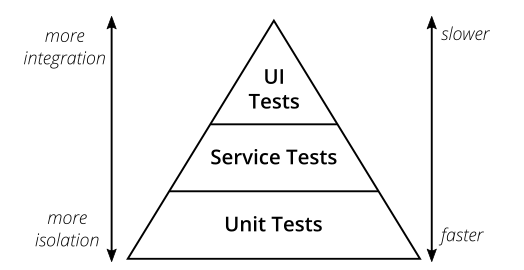 more
integration
slower
UI
Tests
Service Tests
Unit Tests
more
isolation
faster